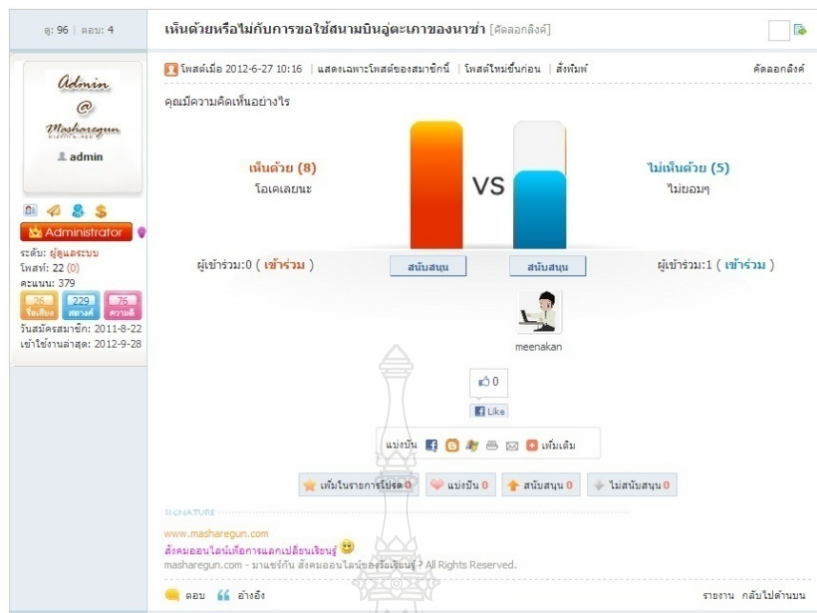 ดู: 96 | ตอบ: 4
เห็นด้วยหรือไม่กับการขอใช้สนามบินอู่ตะเภาของนาซ่า [คัดลอกลิงค์]
โพสต์เมื่อ 2012-6-27 10:16 | แสดงเฉพาะโพสต์ของสมาชิกนี้ | โพสต์ใหม่ขึ้นก่อน | สั่งพิมพ์
คัดลอกลิงค์
คุณมีความคิดเห็นอย่างไร
Admin
@
Masharegun
admin
Administrator
ระดับ: ผู้ดูแลระบบ
โพสท์: 22 (0)
คะแนน: 379
26 229 76
ชื่อเสียง สตางค์ ความดี
วันสมัครสมาชิก: 2011-8-22
เข้าใช้งานล่าสุด: 2012-9-28
เห็นด้วย (8)
โอเคเลยนะ
VS
ไม่เห็นด้วย (5)
ไม่ยอมๆ
ผู้เข้าร่วม:0 ( เข้าร่วม )
สนับสนุน
สนับสนุน
ผู้เข้าร่วม:1 ( เข้าร่วม )
meenakan
0
Like
แบ่งปัน
เพิ่มเติม
เพิ่มในรายการโปรด 0
แบ่งปัน 0
สนับสนุน 0
ไม่สนับสนุน 0
SIGNATURE
www.masharegun.com
สังคมออนไลน์เพื่อการแลกเปลี่ยนเรียนรู้
masharegun.com - มาแชร์กัน สังคมออนไลน์ของวัยเรียนรู้ ? All Rights Reserved.
ตอบ
อ้างอิง
รายงาน กลับไปด้านบน